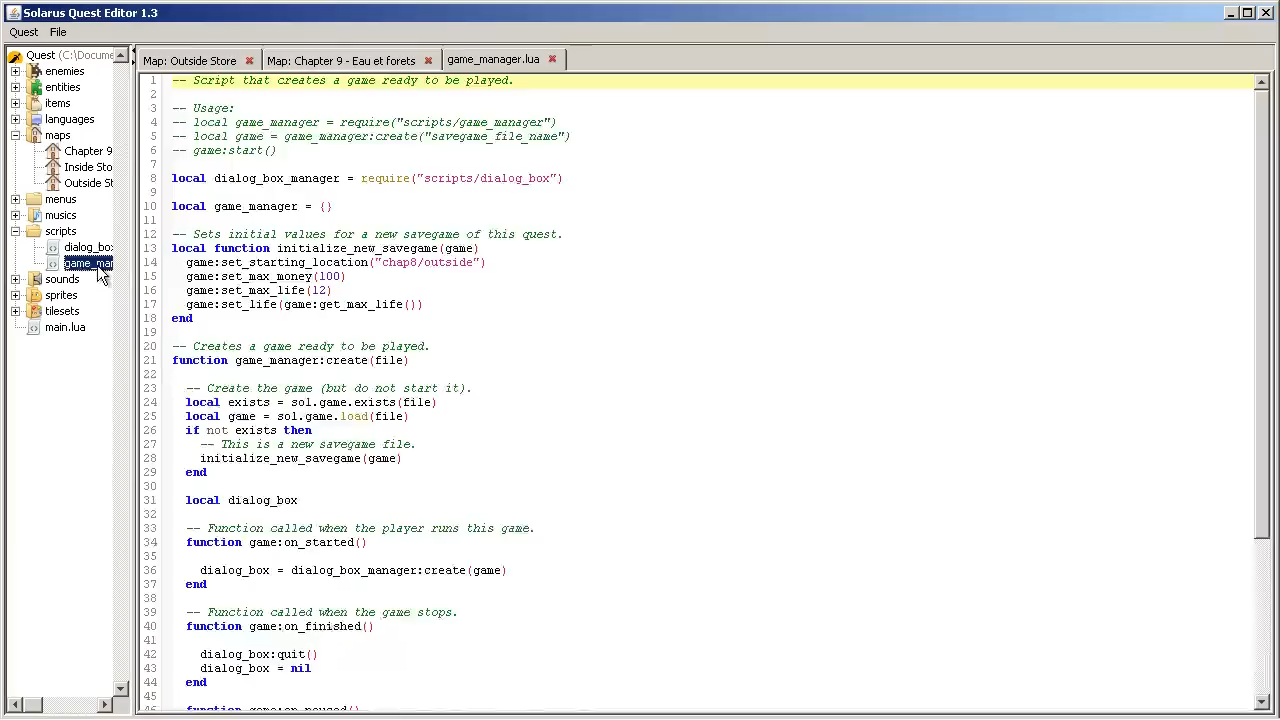 Solarus Quest Editor 1.3
Quest File
Quest (C:\Docume
enemies
entities
items
languages
maps
Chapter 9
Inside Sto
Outside St
menus
musics
scripts
dialog_box
game_mar
sounds
sprites
tilesets
main.lua
Map: Outside Store Map: Chapter 9 - Eau et forets game_manager.lua
1 -- Script that creates a game ready to be played.
2
3 -- Usage:
4 -- local game_manager = require("scripts/game_manager")
5 -- local game = game_manager:create("savegame_file_name")
6 -- game:start()
7
8 local dialog_box_manager = require("scripts/dialog_box")
9
10 local game_manager = {}
11
12 -- Sets initial values for a new savegame of this quest.
13 local function initialize_new_savegame(game)
14 game:set_starting_location("chap8/outside")
15 game:set_max_money(100)
16 game:set_max_life(12)
17 game:set_life(game:get_max_life())
18 end
19
20 -- Creates a game ready to be played.
21 function game_manager:create(file)
22
23 -- Create the game (but do not start it).
24 local exists = sol.game.exists(file)
25 local game = sol.game.load(file)
26 if not exists then
27 -- This is a new savegame file.
28 initialize_new_savegame(game)
29 end
30
31 local dialog_box
32
33 -- Function called when the player runs this game.
34 function game:on_started()
35
36 dialog_box = dialog_box_manager:create(game)
37 end
38
39 -- Function called when the game stops.
40 function game:on_finished()
41
42 dialog_box:quit()
43 dialog_box = nil
44 end
45
46 function game:on_paused()